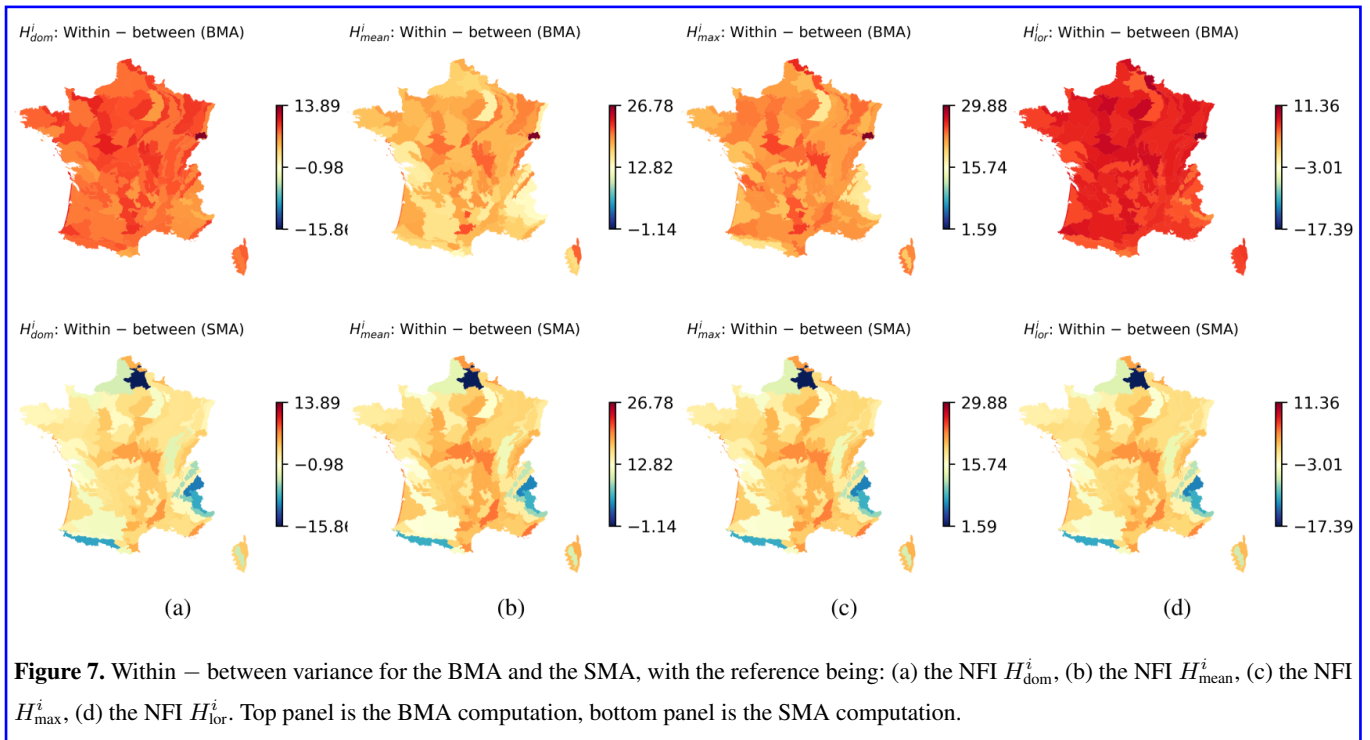 H^i_dom: Within − between (BMA)
H^i_mean: Within − between (BMA)
H^i_max: Within − between (BMA)
H^i_lor: Within − between (BMA)
13.89
−0.98
−15.86
26.78
12.82
−1.14
29.88
15.74
1.59
11.36
−3.01
−17.39
H^i_dom: Within − between (SMA)
H^i_mean: Within − between (SMA)
H^i_max: Within − between (SMA)
H^i_lor: Within − between (SMA)
13.89
−0.98
−15.86
26.78
12.82
−1.14
29.88
15.74
1.59
11.36
−3.01
−17.39
(a)
(b)
(c)
(d)
Figure 7. Within − between variance for the BMA and the SMA, with the reference being: (a) the NFI H^i_dom, (b) the NFI H^i_mean, (c) the NFI
H^i_max, (d) the NFI H^i_lor. Top panel is the BMA computation, bottom panel is the SMA computation.